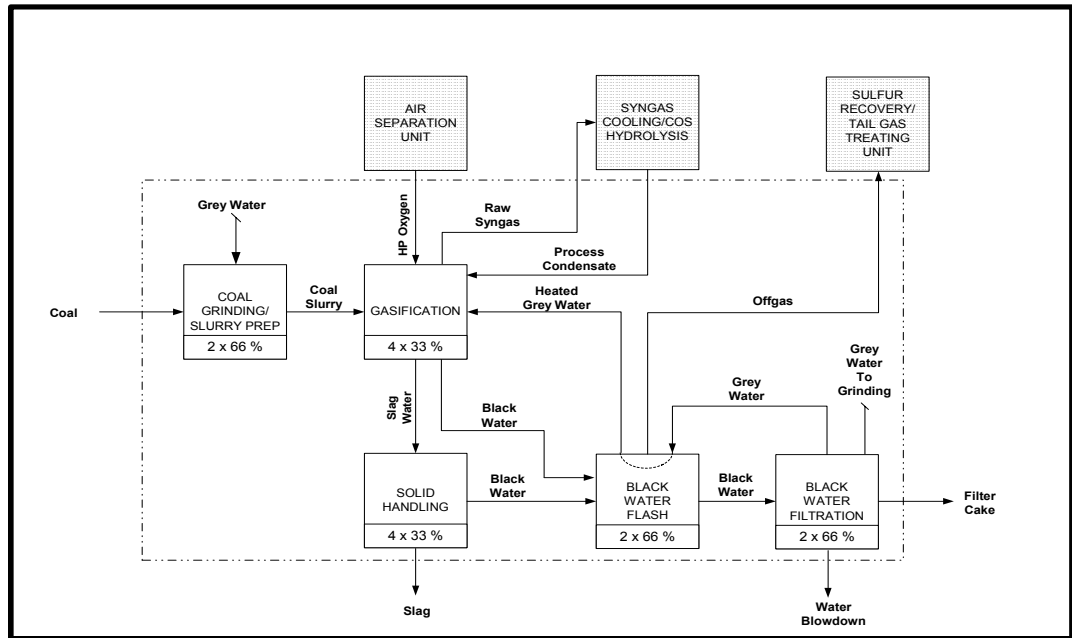 AIR
SEPARATION
UNIT
SYNGAS
COOLING/COS
HYDROLYSIS
SULFUR
RECOVERY/
TAIL GAS
TREATING
UNIT
Grey Water
HP Oxygen
Raw
Syngas
Process
Condensate
Coal
COAL
GRINDING/
SLURRY PREP
2 x 66 %
Coal
Slurry
GASIFICATION
4 x 33 %
Heated
Grey Water
Offgas
Grey
Water
To
Grinding
Slag
Water
Black
Water
Grey
Water
SOLID
HANDLING
4 x 33 %
Black
Water
BLACK
WATER
FLASH
2 x 66 %
Black
Water
BLACK
WATER
FILTRATION
2 x 66 %
Filter
Cake
Slag
Water
Blowdown